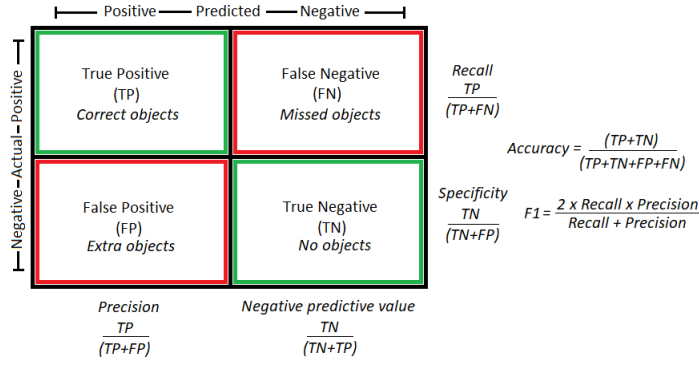 Positive Predicted Negative
Negative Actual Positive
True Positive
(TP)
Correct objects
False Negative
(FN)
Missed objects
Recall
TP
(TP+FN)
Accuracy = (TP+TN)
(TP+TN+FP+FN)
False Positive
(FP)
Extra objects
True Negative
(TN)
No objects
Specificity
TN
(TN+FP)
F1 = 2 x Recall x Precision
Recall + Precision
Precision
TP
(TP+FP)
Negative predictive value
TN
(TN+TP)